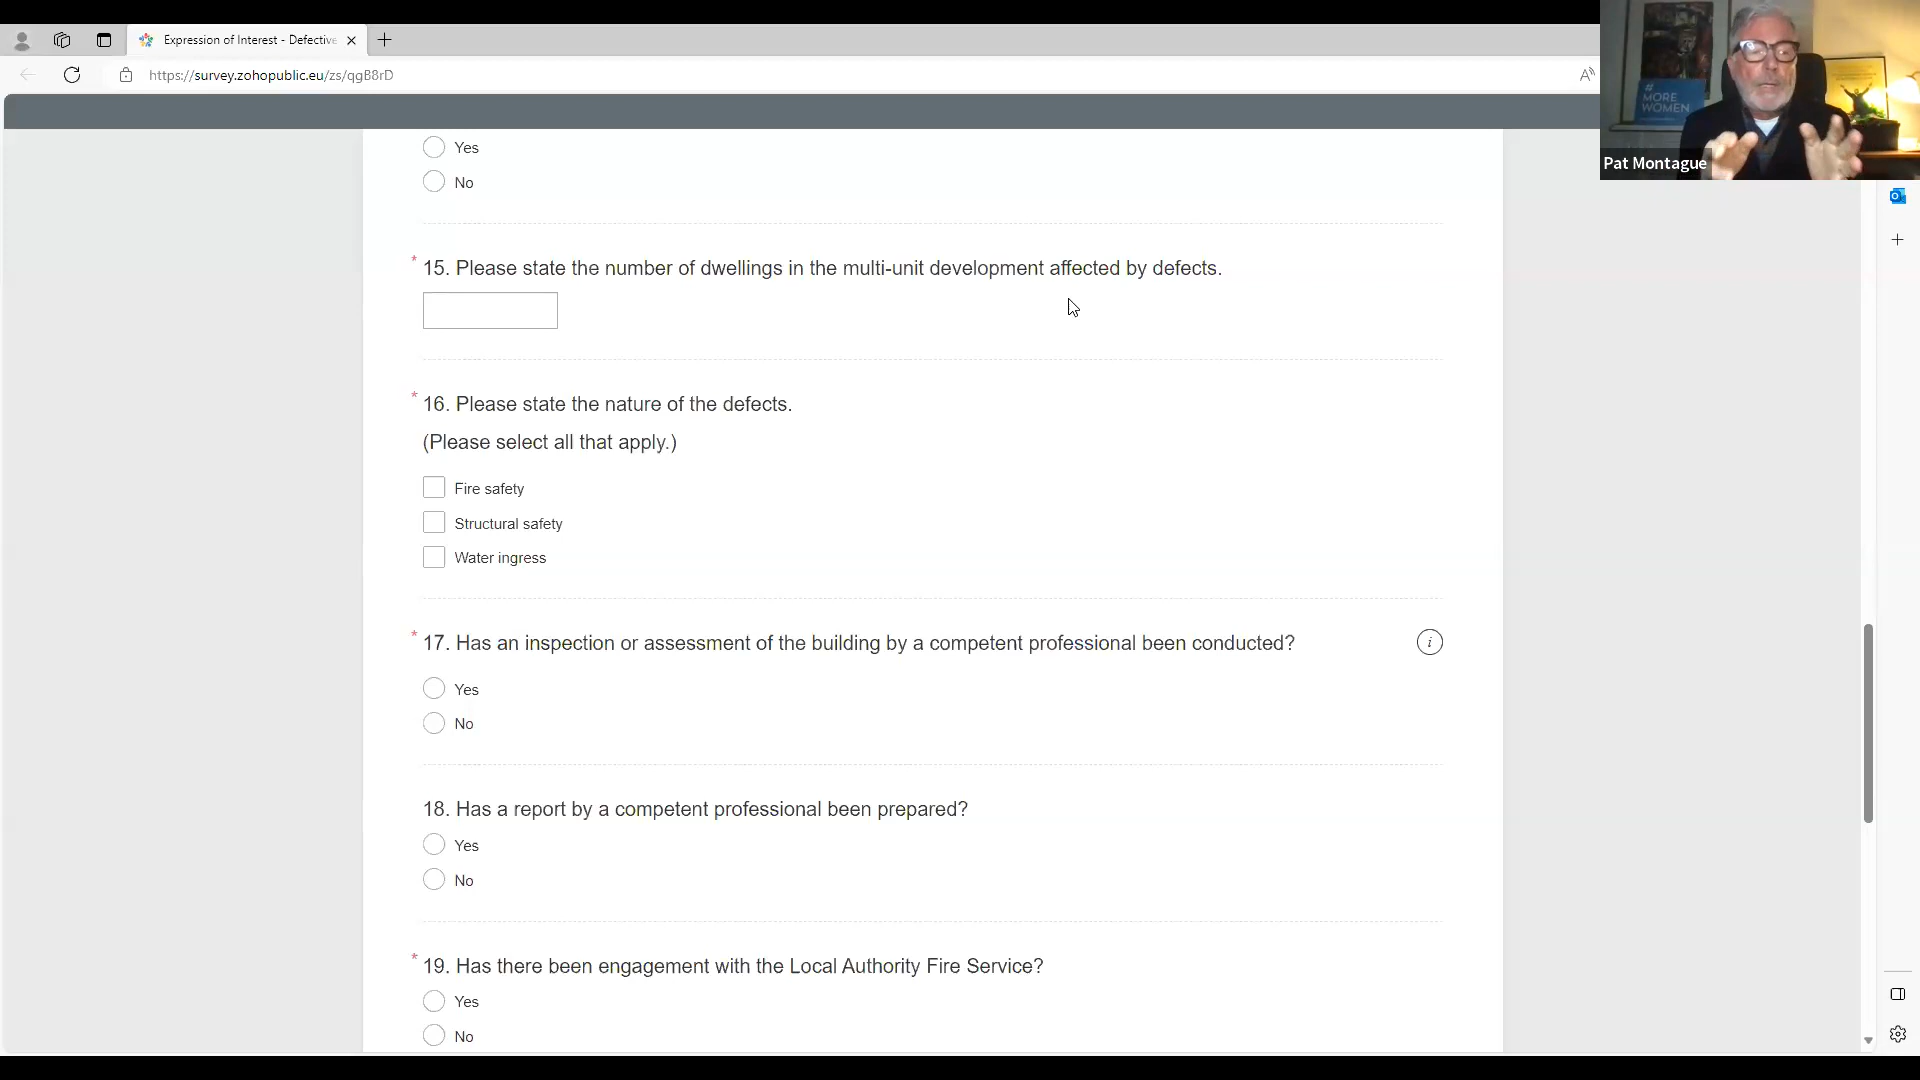 Expression of Interest - Defective
https://survey.zohopublic.eu/zs/qgB8rD
# MORE WOMEN
Pat Montague
Yes
No
* 15. Please state the number of dwellings in the multi-unit development affected by defects.
* 16. Please state the nature of the defects.
(Please select all that apply.)
Fire safety
Structural safety
Water ingress
* 17. Has an inspection or assessment of the building by a competent professional been conducted?
Yes
No
18. Has a report by a competent professional been prepared?
Yes
No
* 19. Has there been engagement with the Local Authority Fire Service?
Yes
No